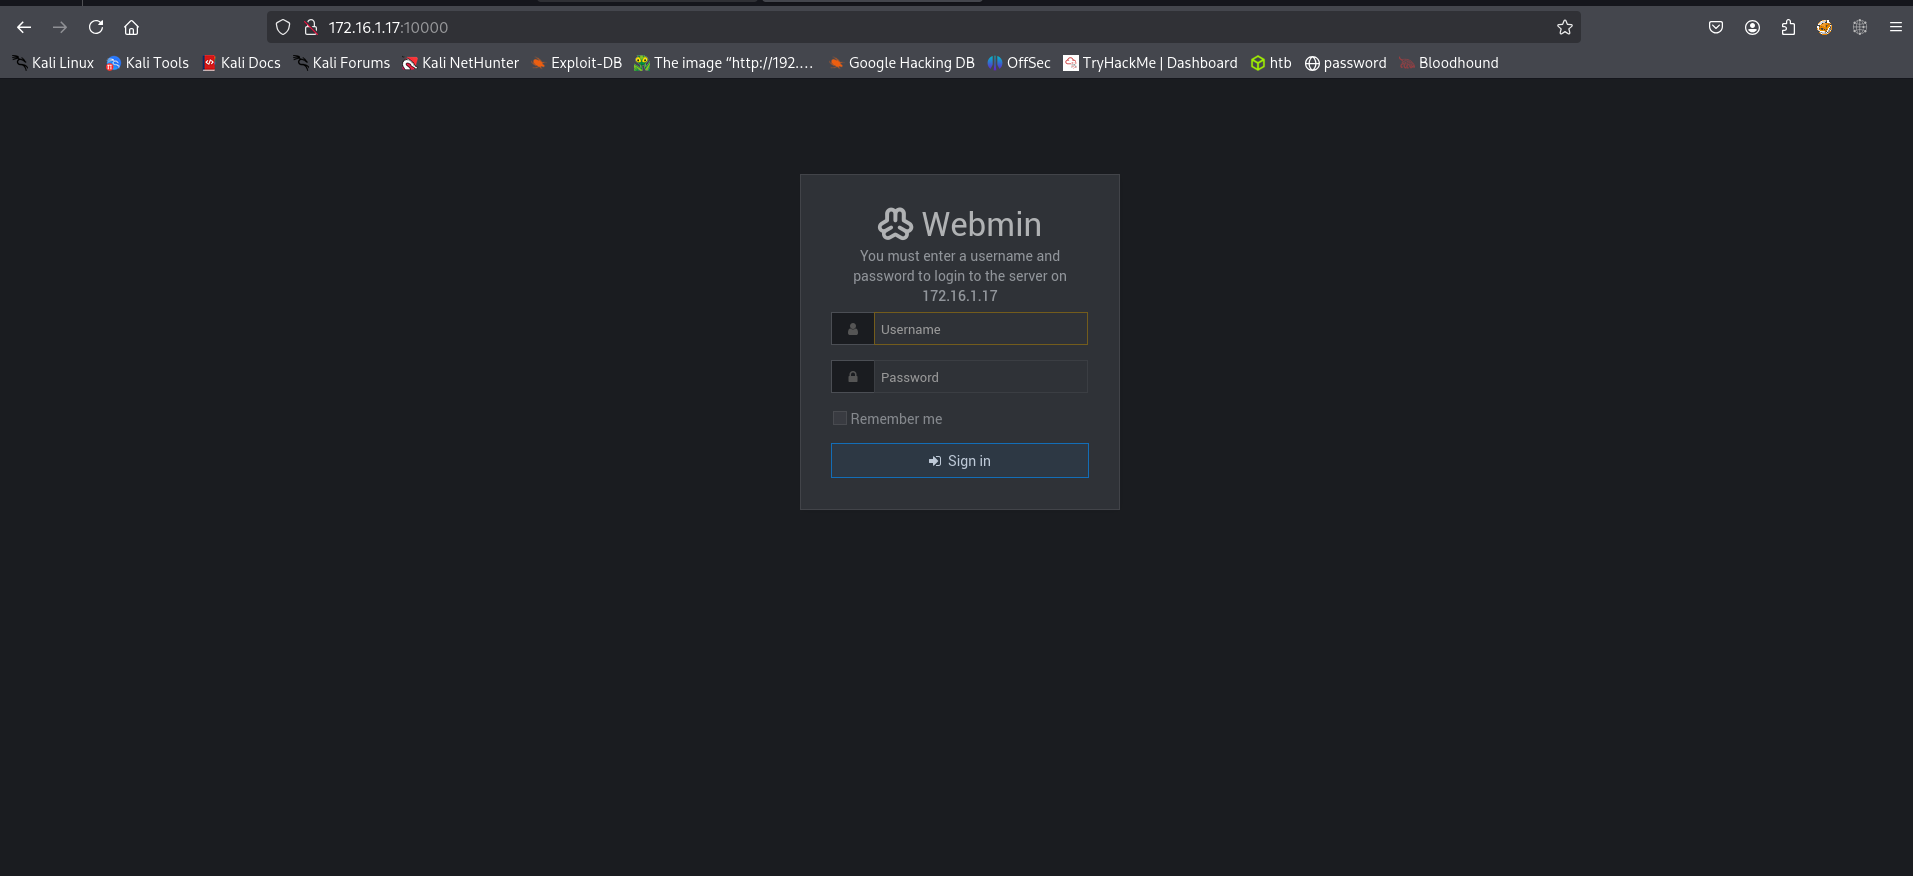 172.16.1.17:10000
Kali Linux Kali Tools Kali Docs Kali Forums Kali NetHunter Exploit-DB The image “http://192.... Google Hacking DB OffSec TryHackMe | Dashboard htb password Bloodhound
Webmin
You must enter a username and
password to login to the server on
172.16.1.17
Username
Password
Remember me
Sign in